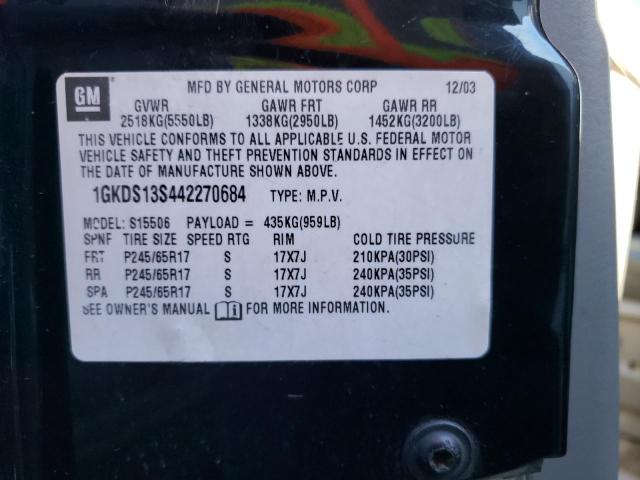 GM MFD BY GENERAL MOTORS CORP 12/03
GVWR GAWR FRT GAWR RR
2518KG(5550LB) 1338KG(2950LB) 1452KG(3200LB)
THIS VEHICLE CONFORMS TO ALL APPLICABLE U.S. FEDERAL MOTOR
VEHICLE SAFETY AND THEFT PREVENTION STANDARDS IN EFFECT ON
THE DATE OF MANUFACTURE SHOWN ABOVE.
1GKDS13S442270684 TYPE: M.P.V.
MODEL: S15506 PAYLOAD = 435KG(959LB)
SPNF TIRE SIZE SPEED RTG RIM COLD TIRE PRESSURE
FRT P245/65R17 S 17X7J 210KPA(30PSI)
RR P245/65R17 S 17X7J 240KPA(35PSI)
SPA P245/65R17 S 17X7J 240KPA(35PSI)
SEE OWNER'S MANUAL FOR MORE INFORMATION.